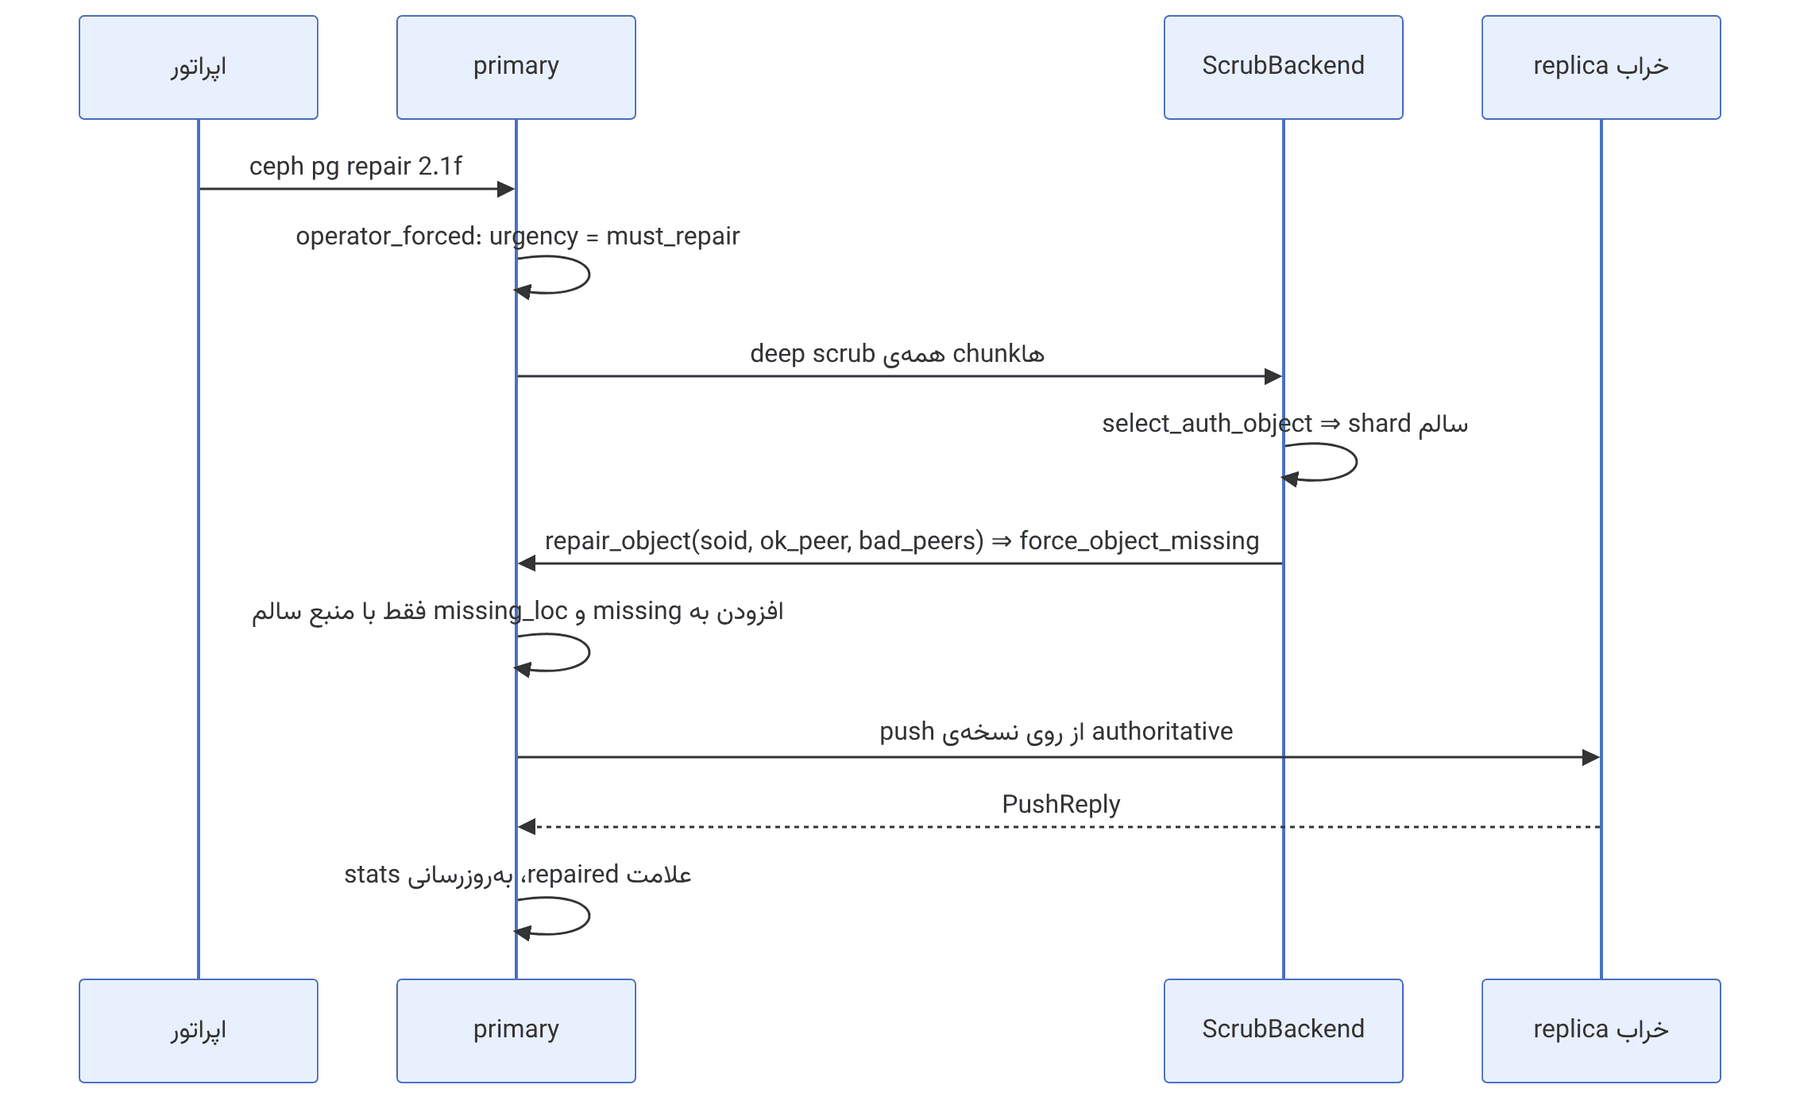 اپراتور
primary
ScrubBackend
replica خراب
ceph pg repair 2.1f
operator_forced: urgency = must_repair
deep scrub همه‌ی chunkها
select_auth_object ⇒ shard سالم
repair_object(soid, ok_peer, bad_peers) ⇒ force_object_missing
افزودن به missing و missing_loc فقط با منبع سالم
push از روی نسخه‌ی authoritative
PushReply
علامت repaired، به‌روزرسانی stats
اپراتور
primary
ScrubBackend
replica خراب